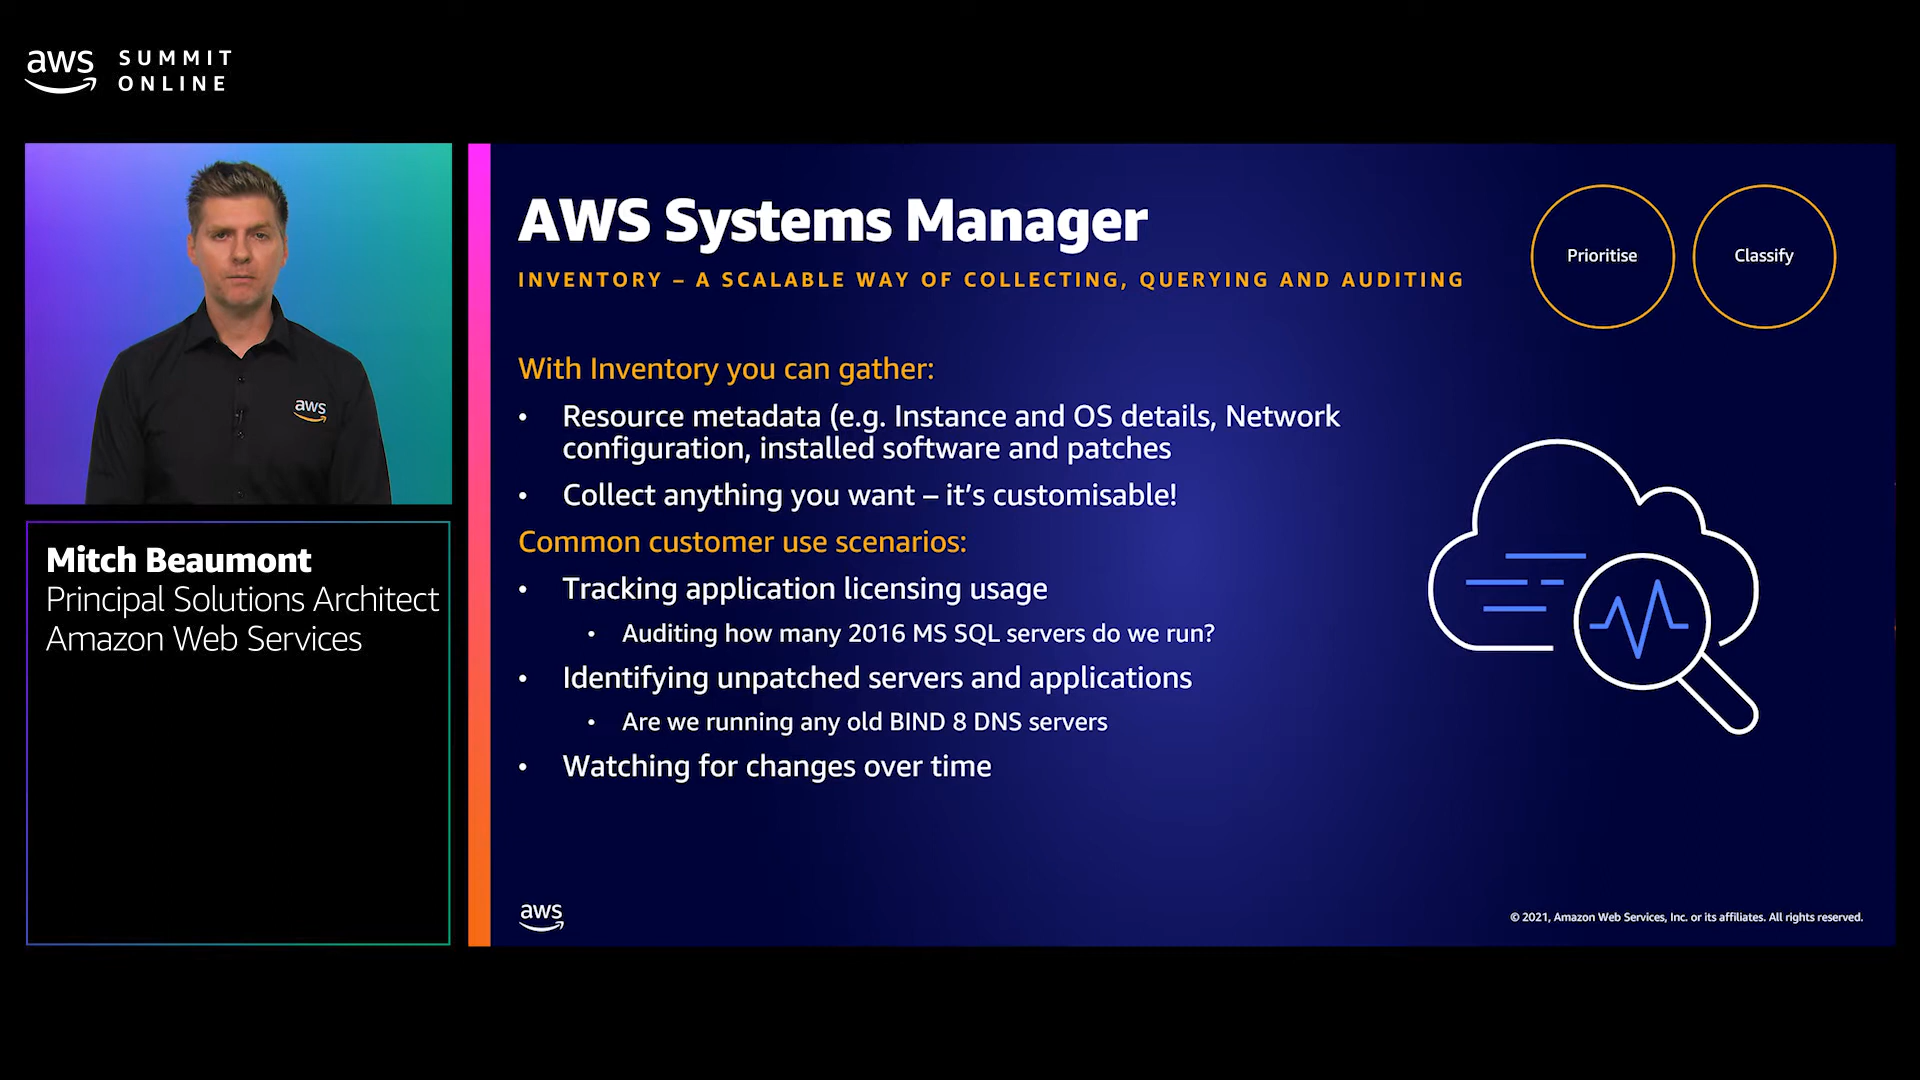 aws SUMMIT
ONLINE
aws
Mitch Beaumont
Principal Solutions Architect
Amazon Web Services
AWS Systems Manager
INVENTORY – A SCALABLE WAY OF COLLECTING, QUERYING AND AUDITING
Prioritise
Classify
With Inventory you can gather:
• Resource metadata (e.g. Instance and OS details, Network
configuration, installed software and patches
• Collect anything you want – it’s customisable!
Common customer use scenarios:
• Tracking application licensing usage
• Auditing how many 2016 MS SQL servers do we run?
• Identifying unpatched servers and applications
• Are we running any old BIND 8 DNS servers
• Watching for changes over time
aws
© 2021, Amazon Web Services, Inc. or its affiliates. All rights reserved.